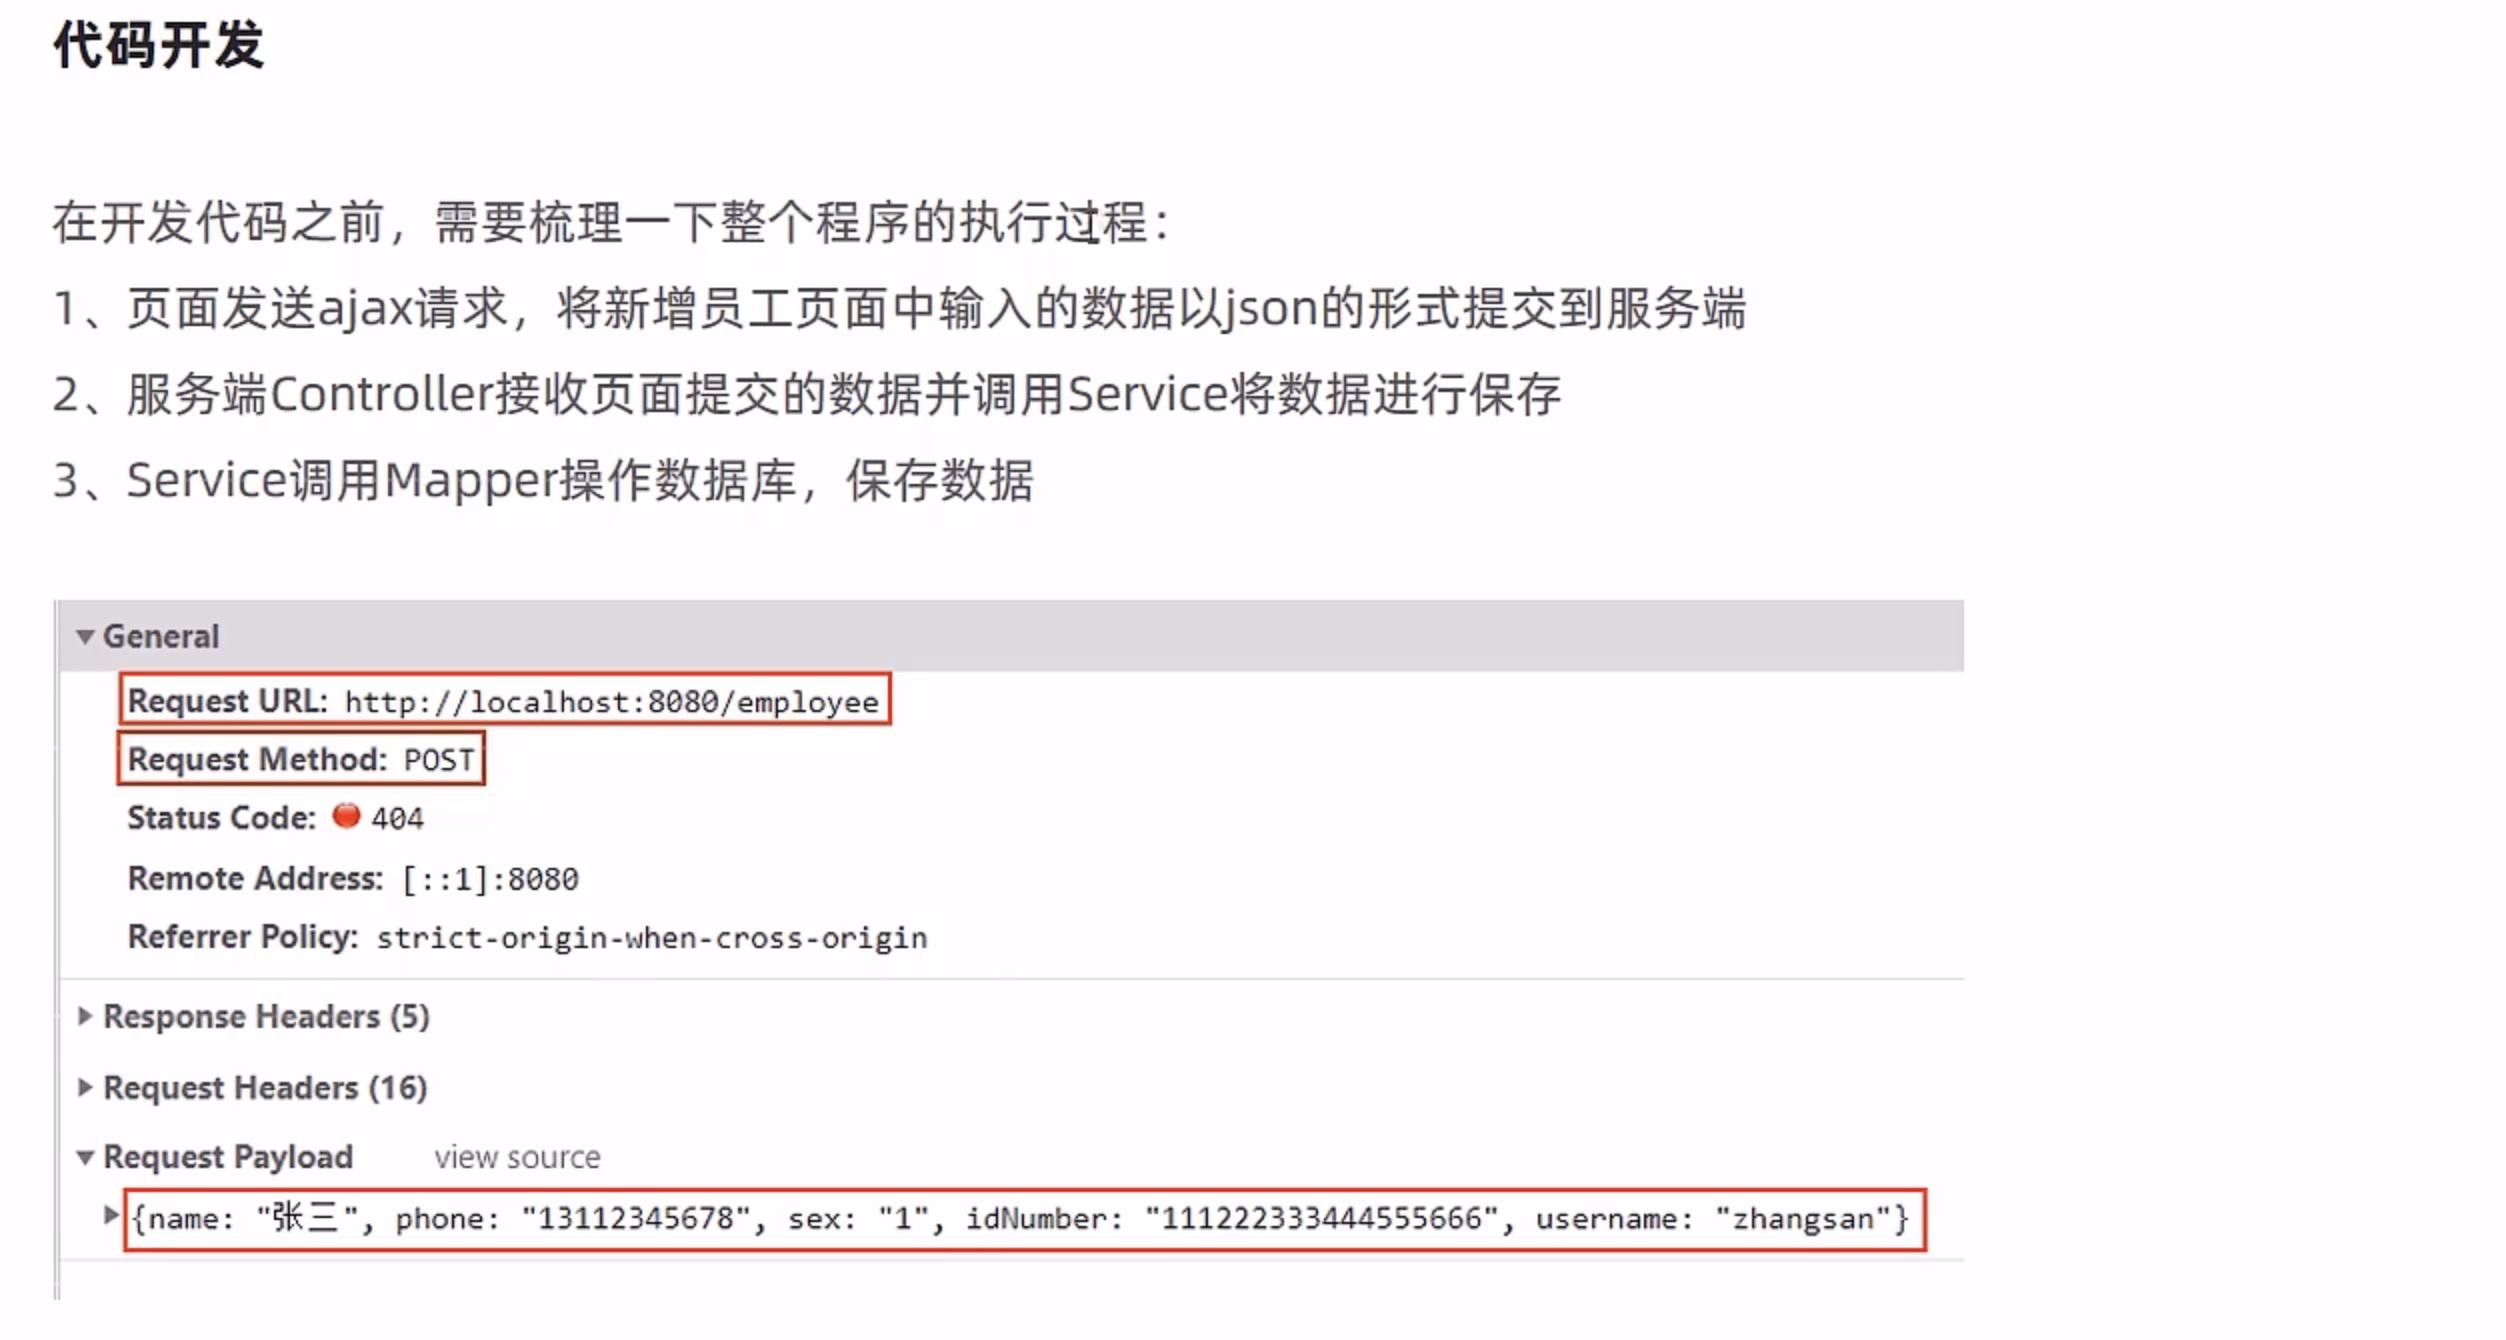 代码开发
在开发代码之前，需要梳理一下整个程序的执行过程：
1、页面发送ajax请求，将新增员工页面中输入的数据以json的形式提交到服务端
2、服务端Controller接收页面提交的数据并调用Service将数据进行保存
3、Service调用Mapper操作数据库，保存数据
General
Request URL: http://localhost:8080/employee
Request Method: POST
Status Code: 404
Remote Address: [::1]:8080
Referrer Policy: strict-origin-when-cross-origin
Response Headers (5)
Request Headers (16)
Request Payload view source
{name: "张三", phone: "13112345678", sex: "1", idNumber: "111222333444555666", username: "zhangsan"}